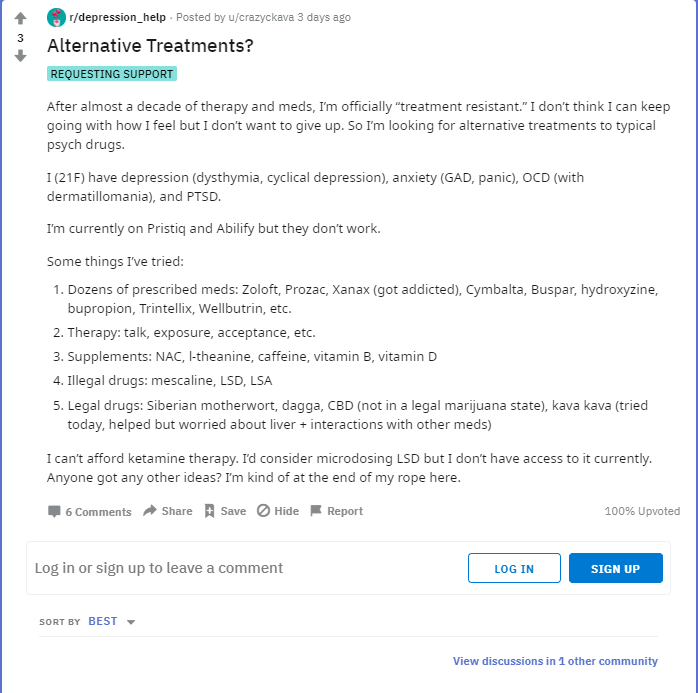 r/depression_help · Posted by u/crazyckava 3 days ago
3
Alternative Treatments?
REQUESTING SUPPORT
After almost a decade of therapy and meds, I’m officially “treatment resistant.” I don’t think I can keep
going with how I feel but I don’t want to give up. So I’m looking for alternative treatments to typical
psych drugs.
I (21F) have depression (dysthymia, cyclical depression), anxiety (GAD, panic), OCD (with
dermatillomania), and PTSD.
I’m currently on Pristiq and Abilify but they don’t work.
Some things I’ve tried:
1. Dozens of prescribed meds: Zoloft, Prozac, Xanax (got addicted), Cymbalta, Buspar, hydroxyzine,
bupropion, Trintellix, Wellbutrin, etc.
2. Therapy: talk, exposure, acceptance, etc.
3. Supplements: NAC, l-theanine, caffeine, vitamin B, vitamin D
4. Illegal drugs: mescaline, LSD, LSA
5. Legal drugs: Siberian motherwort, dagga, CBD (not in a legal marijuana state), kava kava (tried
today, helped but worried about liver + interactions with other meds)
I can’t afford ketamine therapy. I’d consider microdosing LSD but I don’t have access to it currently.
Anyone got any other ideas? I’m kind of at the end of my rope here.
6 Comments Share Save Hide Report 100% Upvoted
Log in or sign up to leave a comment LOG IN SIGN UP
SORT BY BEST
View discussions in 1 other community